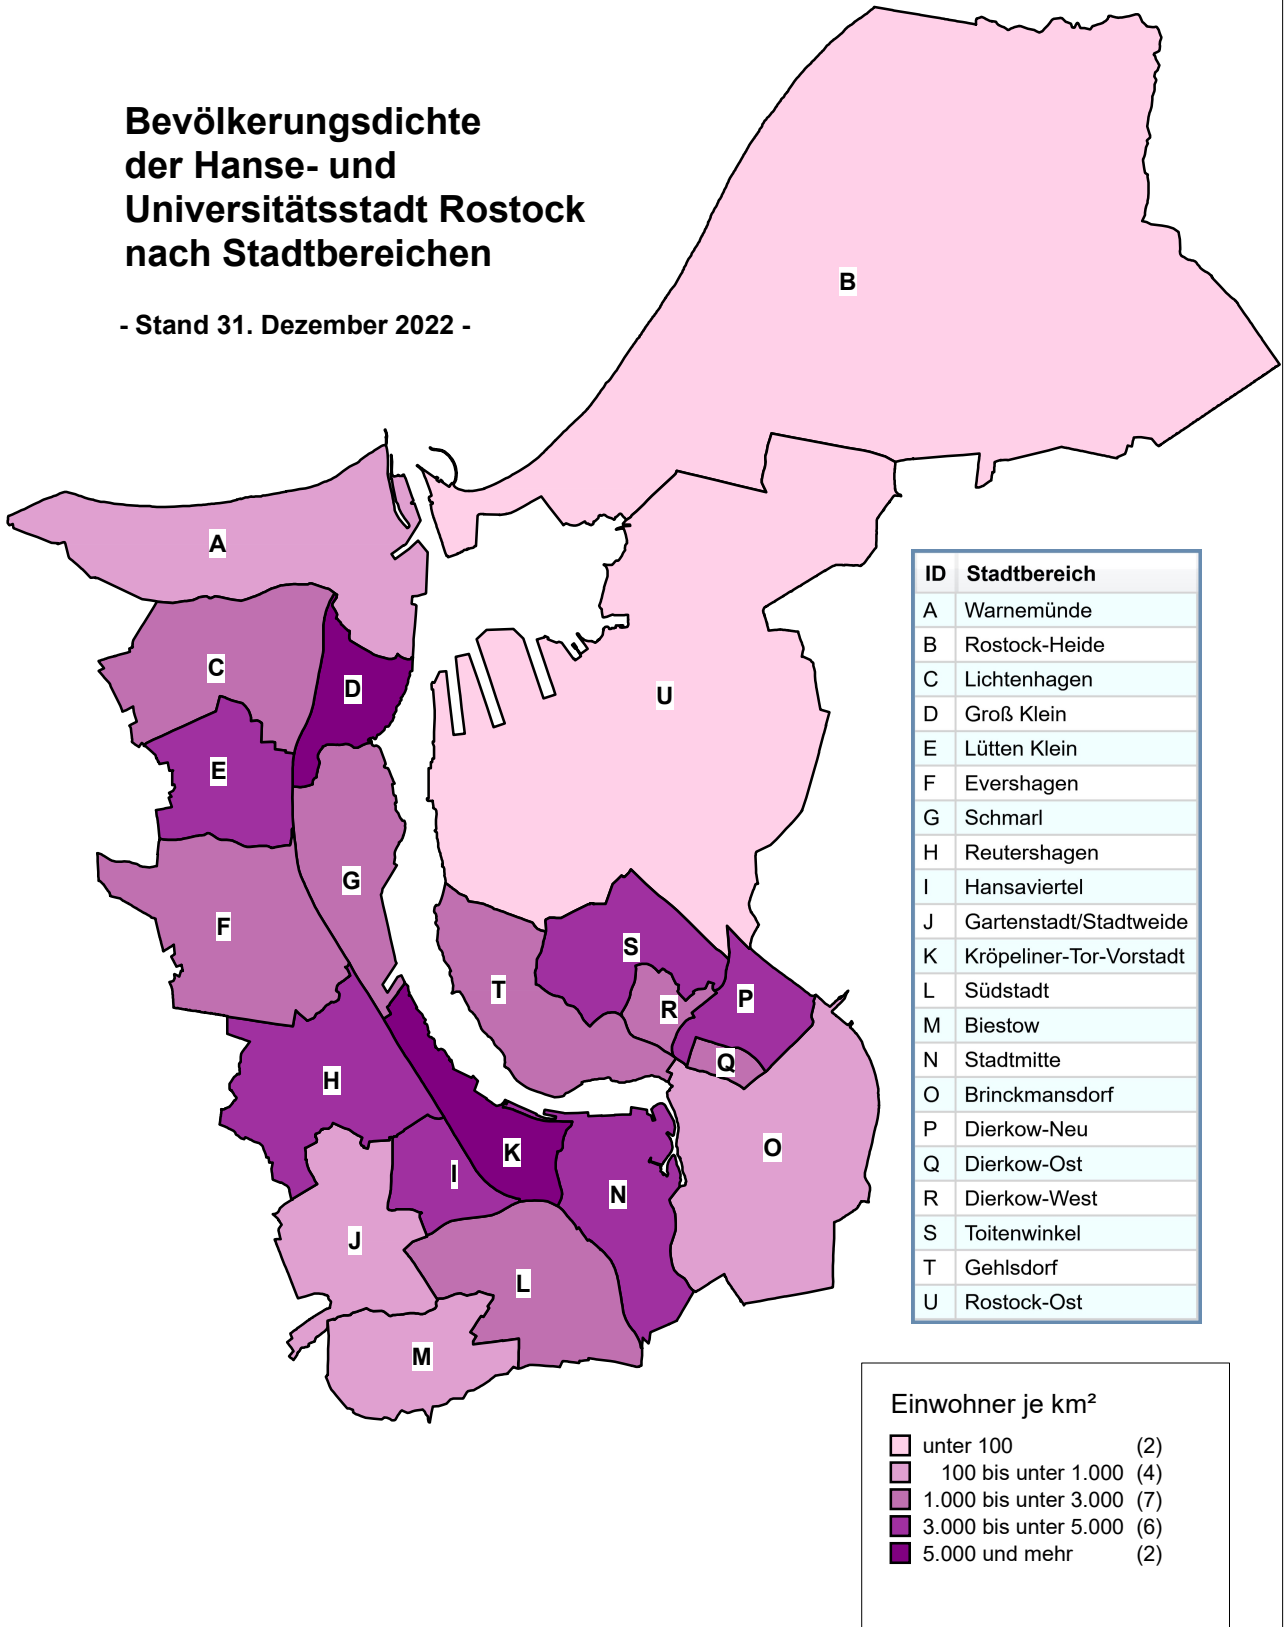 Bevölkerungsdichte
der Hanse- und
Universitätsstadt Rostock
nach Stadtbereichen
- Stand 31. Dezember 2022 -
B
A
C
D
U
E
G
F
S
T
P
R
Q
H
K
O
I
N
J
L
M
ID Stadtbereich
A Warnemünde
B Rostock-Heide
C Lichtenhagen
D Groß Klein
E Lütten Klein
F Evershagen
G Schmarl
H Reutershagen
I Hansaviertel
J Gartenstadt/Stadtweide
K Kröpeliner-Tor-Vorstadt
L Südstadt
M Biestow
N Stadtmitte
O Brinckmansdorf
P Dierkow-Neu
Q Dierkow-Ost
R Dierkow-West
S Toitenwinkel
T Gehlsdorf
U Rostock-Ost
Einwohner je km²
unter 100 (2)
100 bis unter 1.000 (4)
1.000 bis unter 3.000 (7)
3.000 bis unter 5.000 (6)
5.000 und mehr (2)